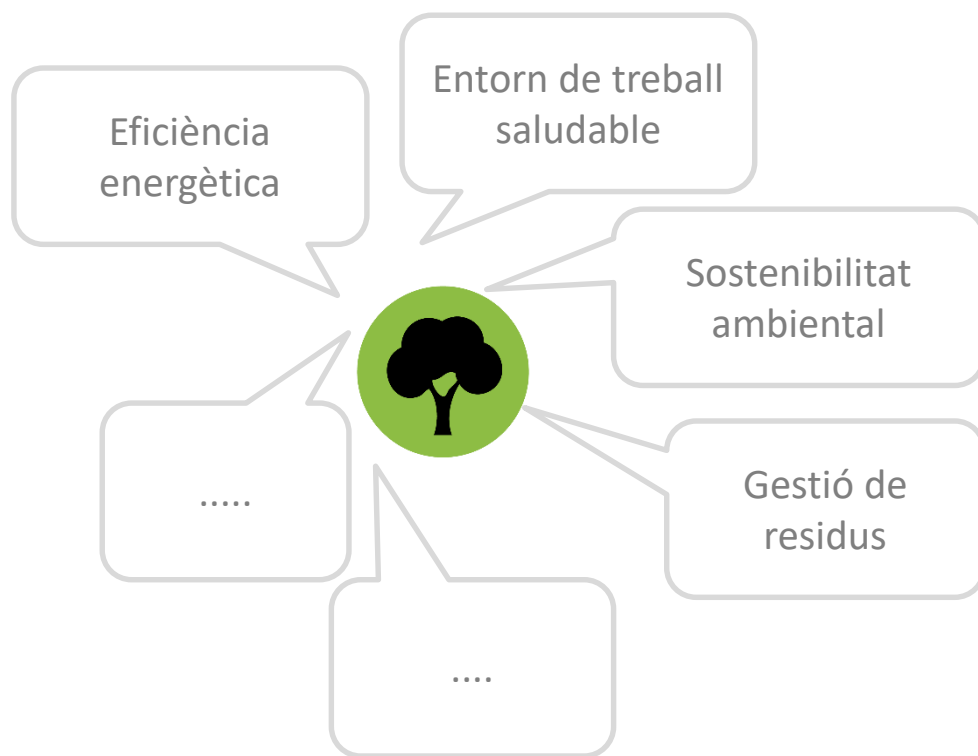 Entorn de treball
saludable
Eficiència
energètica
Sostenibilitat
ambiental
Gestió de
residus
.....
....